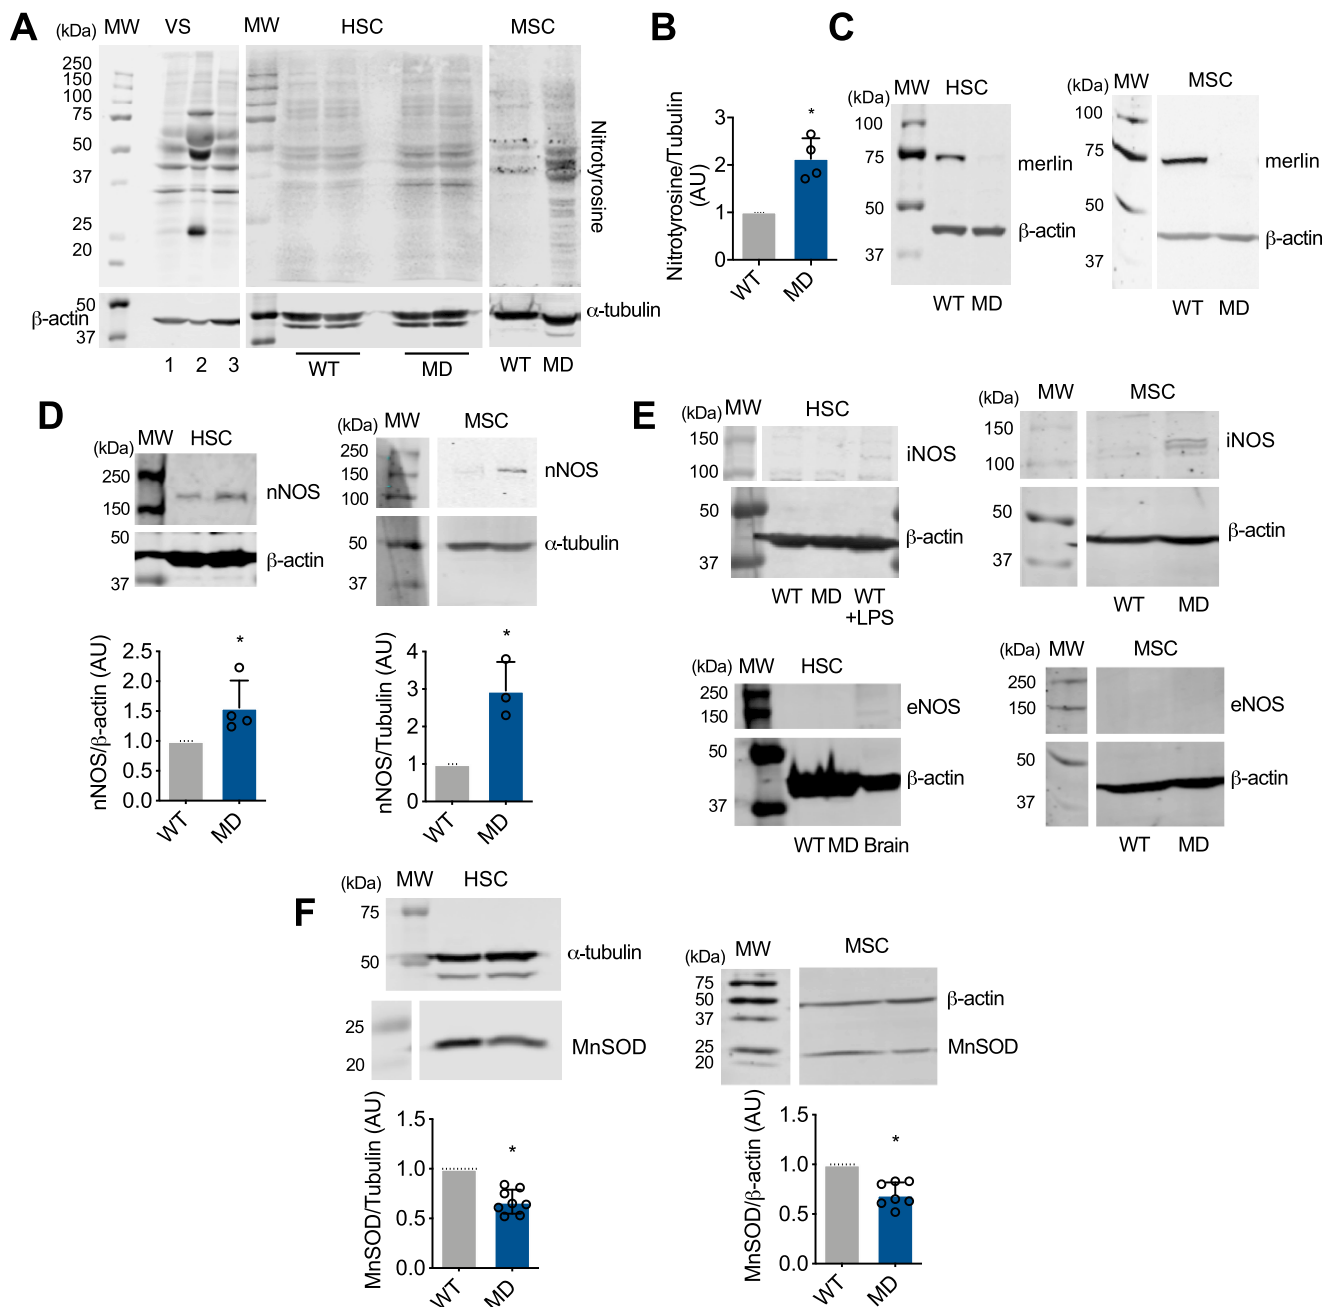 A
(kDa) MW VS MW HSC MSC
250
150
100
75
50
37
25
20
Nitrotyrosine
50
β-actin
37
α-tubulin
1 2 3 WT MD WT MD
B
Nitrotyrosine/Tubulin
(AU)
3
2
1
0
*
WT MD
C
(kDa) MW HSC
100
75
50
37
merlin
β-actin
WT MD
(kDa) MW MSC
100
75
50
37
merlin
β-actin
WT MD
D
(kDa) MW HSC
250
150
nNOS
50
37
β-actin
nNOS/β-actin (AU)
2.5
2.0
1.5
1.0
0.5
0.0
*
WT MD
(kDa) MW MSC
250
150
100
nNOS
50
37
α-tubulin
nNOS/Tubulin (AU)
4
3
2
1
0
*
WT MD
E
(kDa) MW HSC
150
100
iNOS
50
37
β-actin
WT MD WT
+LPS
(kDa) MW MSC
150
100
iNOS
50
37
β-actin
WT MD
(kDa) MW HSC
250
150
eNOS
50
37
β-actin
WT MD Brain
(kDa) MW MSC
250
150
eNOS
50
37
β-actin
WT MD
F
(kDa) MW HSC
75
50
α-tubulin
25
20
MnSOD
MnSOD/Tubulin (AU)
1.5
1.0
0.5
0.0
*
WT MD
(kDa) MW MSC
75
50
37
25
20
β-actin
MnSOD
MnSOD/β-actin (AU)
1.5
1.0
0.5
0.0
*
WT MD